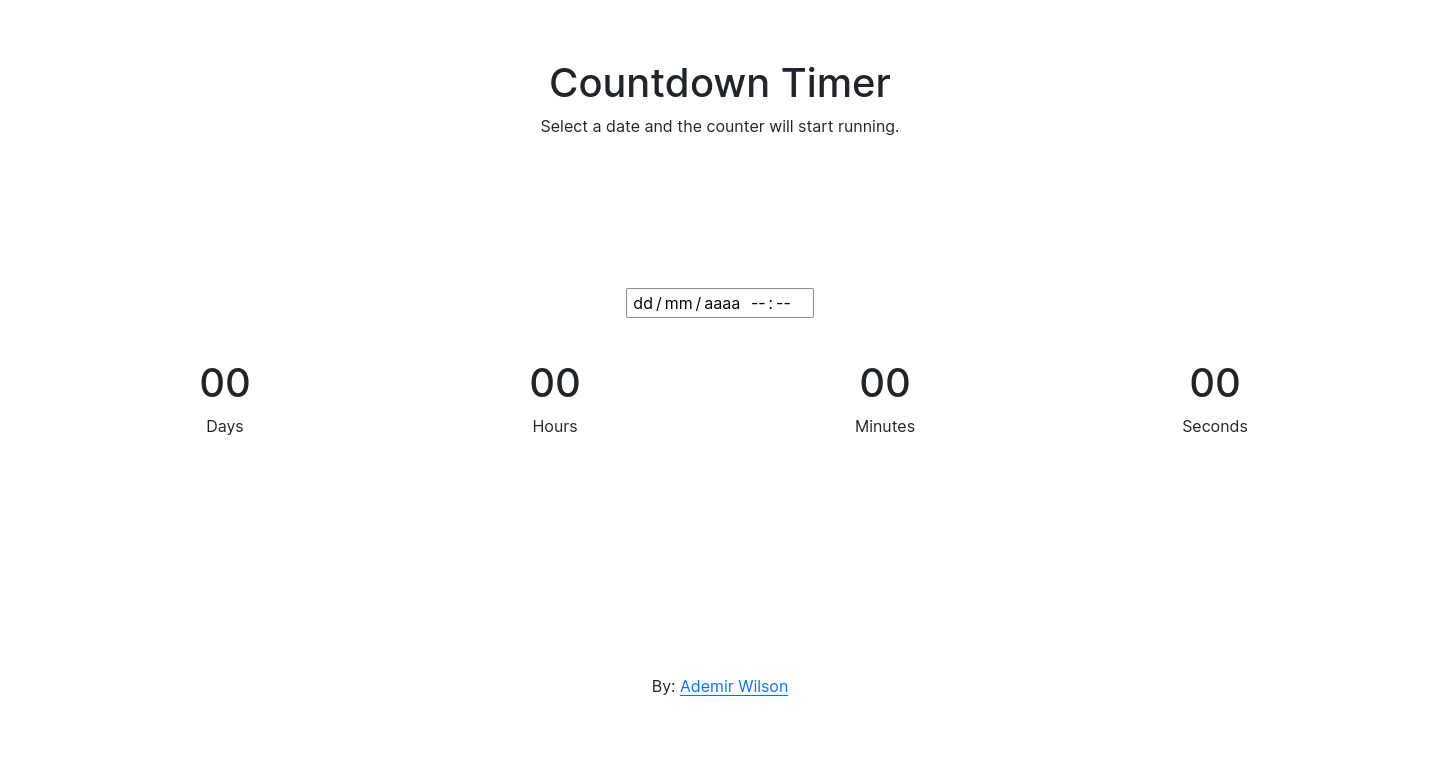 Countdown Timer
Select a date and the counter will start running.
dd/mm/aaaa --:--
00 00 00 00
Days Hours Minutes Seconds
By: Ademir Wilson